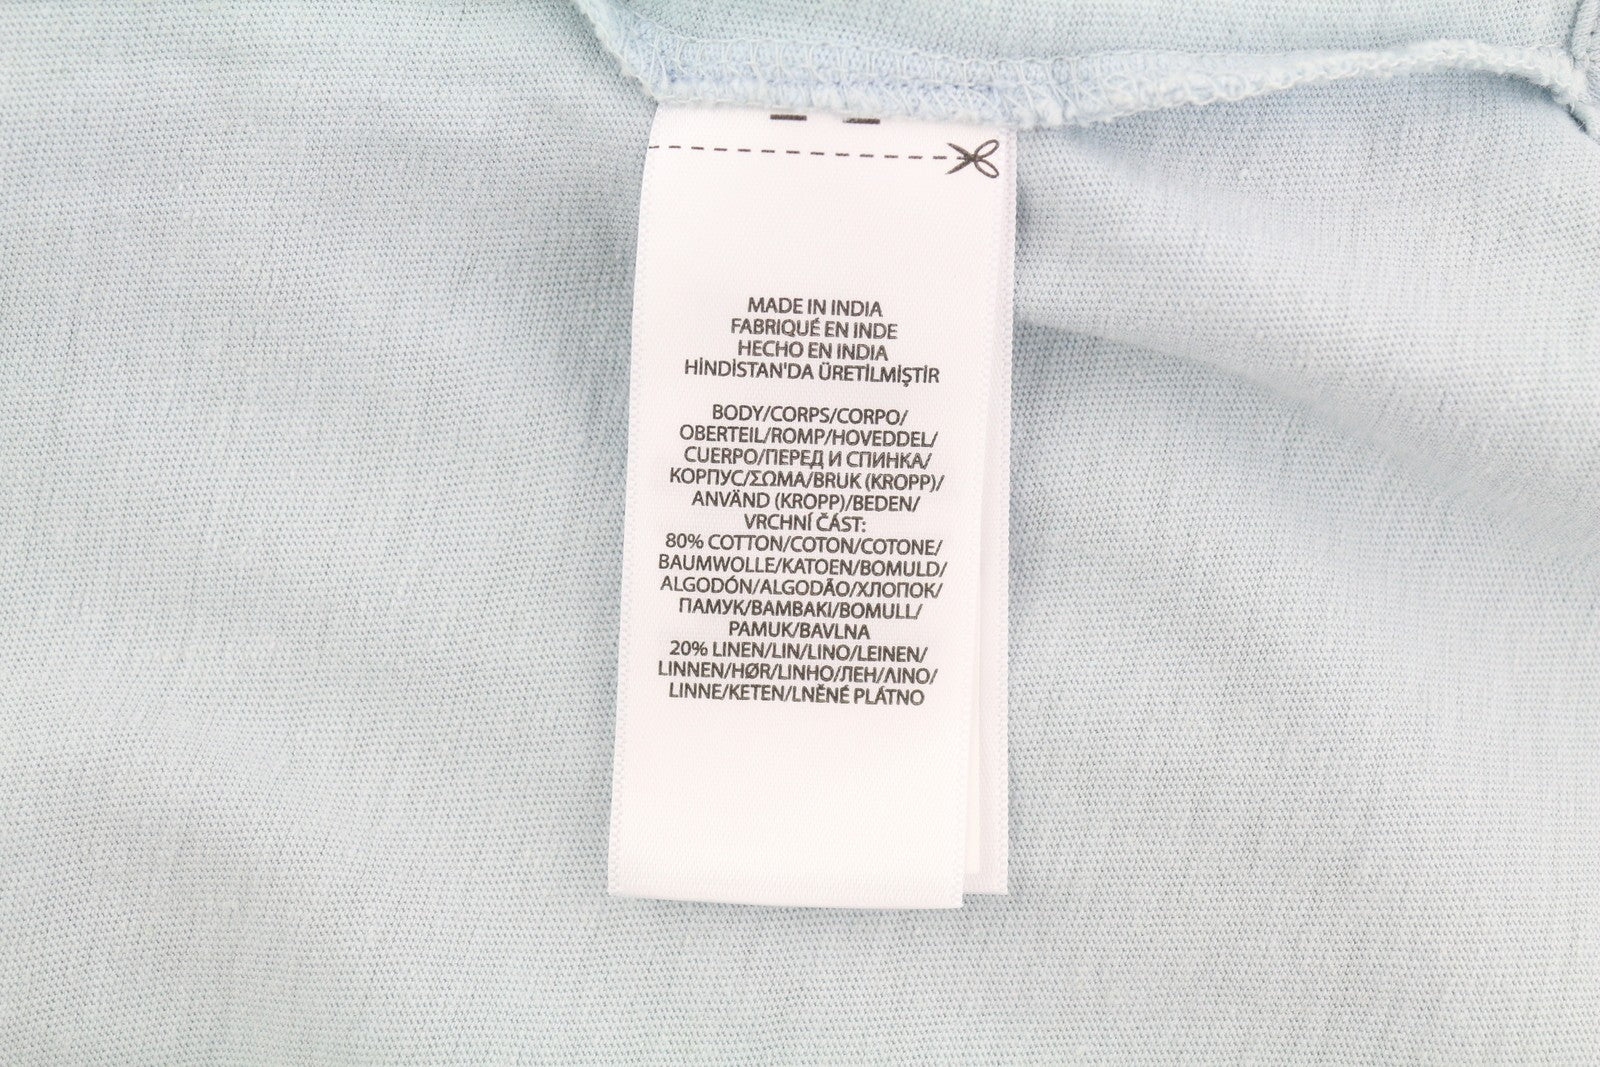 MADE IN INDIA
FABRIQUÉ EN INDE
HECHO EN INDIA
HİNDİSTAN'DA ÜRETİLMİŞTİR
BODY/CORPS/CORPO/
OBERTEIL/ROMP/HOVEDDEL/
CUERPO/ПЕРЕД И СПИНКА/
КОРПУС/ΣΩΜΑ/BRUK (KROPP)/
ANVÄND (KROPP)/BEDEN/
VRCHNÍ ČÁST:
80% COTTON/COTON/COTONE/
BAUMWOLLE/KATOEN/BOMULD/
ALGODÓN/ALGODÃO/ХЛОПОК/
ПАМУК/ΒΑΜΒΑΚΙ/BOMULL/
PAMUK/BAVLNA
20% LINEN/LIN/LINO/LEINEN/
LINNEN/HØR/LINHO/ЛЕН/ΛΙΝΟ/
LINNE/KETEN/LNĚNÉ PLÁTNO